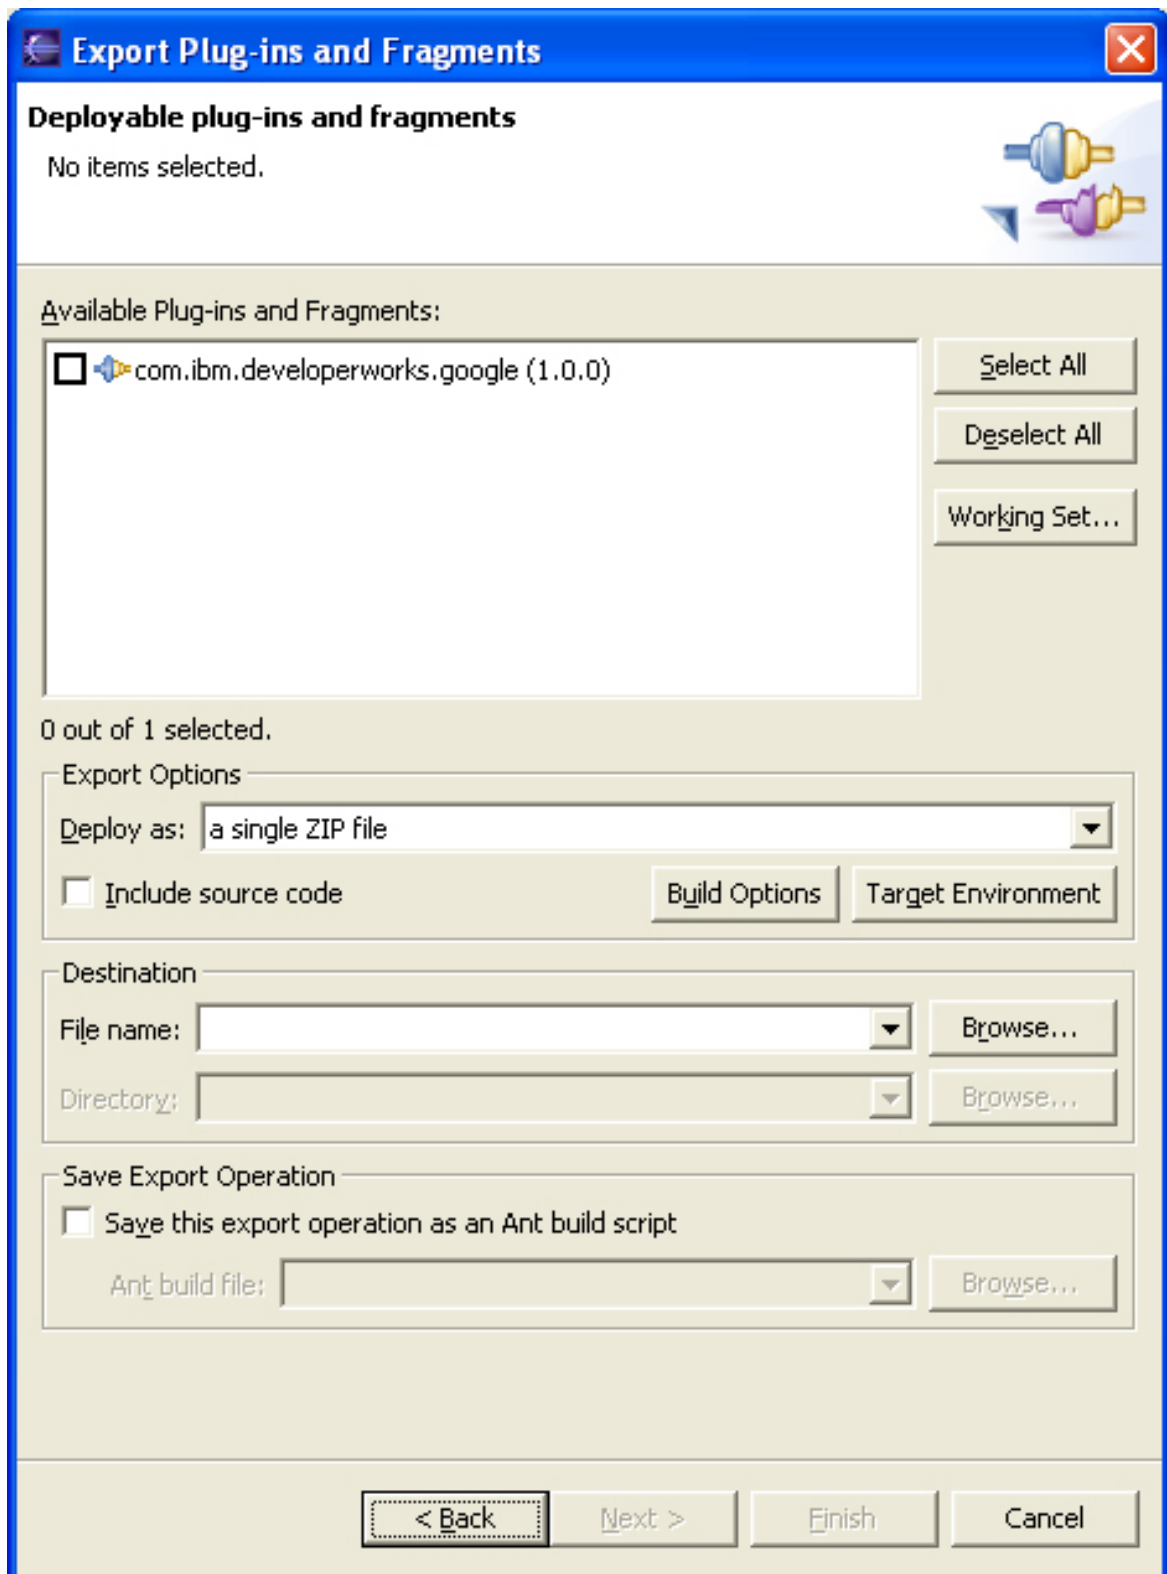 Export Plug-ins and Fragments
Deployable plug-ins and fragments
No items selected.
Available Plug-ins and Fragments:
com.ibm.developerworks.google (1.0.0)
Select All
Deselect All
Working Set...
0 out of 1 selected.
Export Options
Deploy as: a single ZIP file
Include source code Build Options Target Environment
Destination
File name: Browse...
Directory: Browse...
Save Export Operation
Save this export operation as an Ant build script
Ant build file: Browse...
< Back Next > Finish Cancel